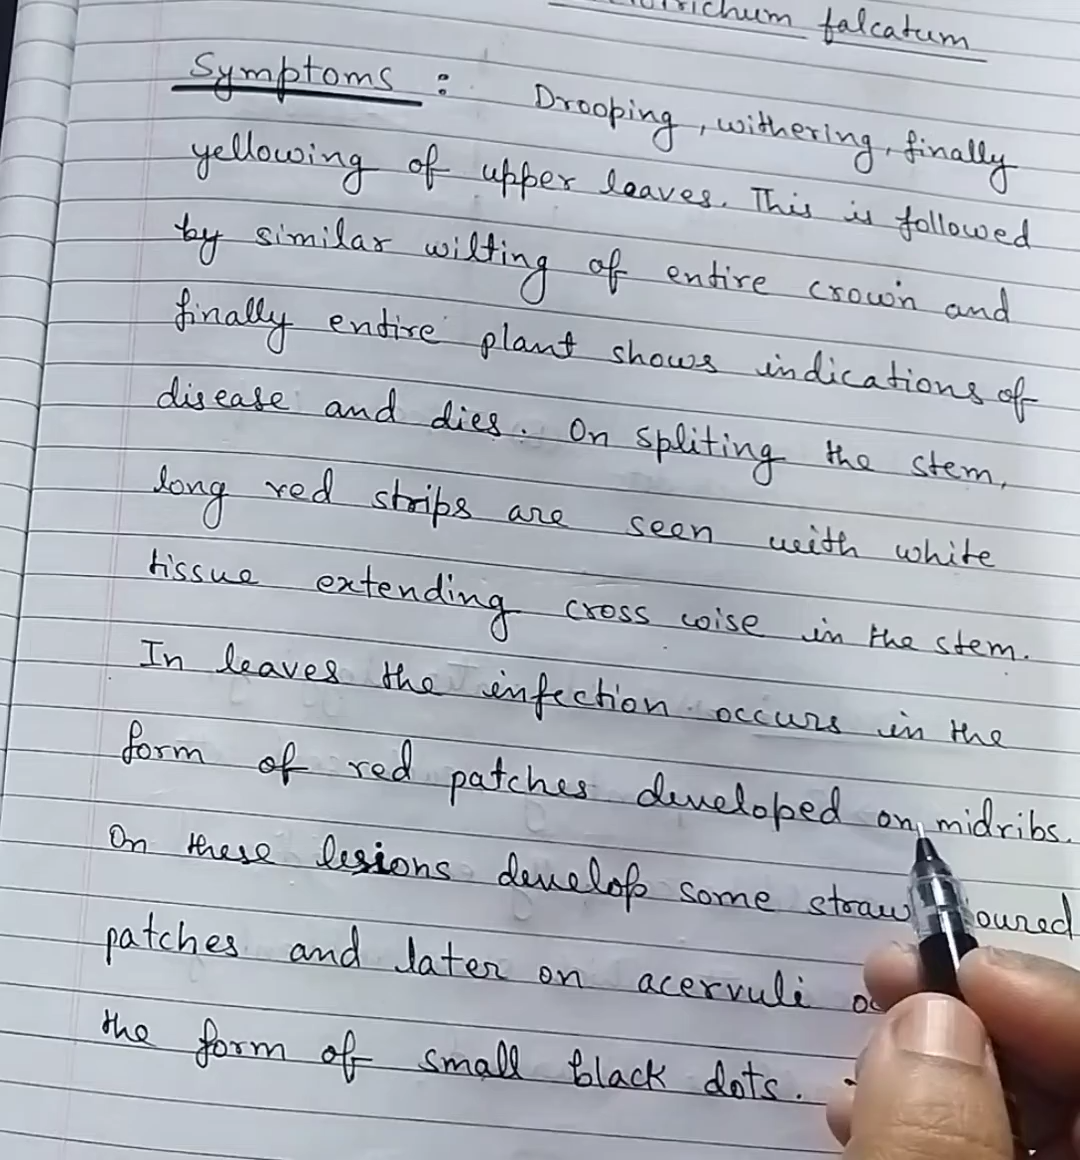 falcatum
Symptoms : Drooping, withering, finally
yellowing of upper leaves. This is followed
by similar wilting of entire crown and
finally entire plant shows indications of
disease and dies. On spliting the stem,
long red strips are seen with white
tissue extending cross wise in the stem.
In leaves the infection occurs in the
form of red patches developed on midribs.
On these lesions develop some straw oured
patches and later on acervuli
the form of small black dots.